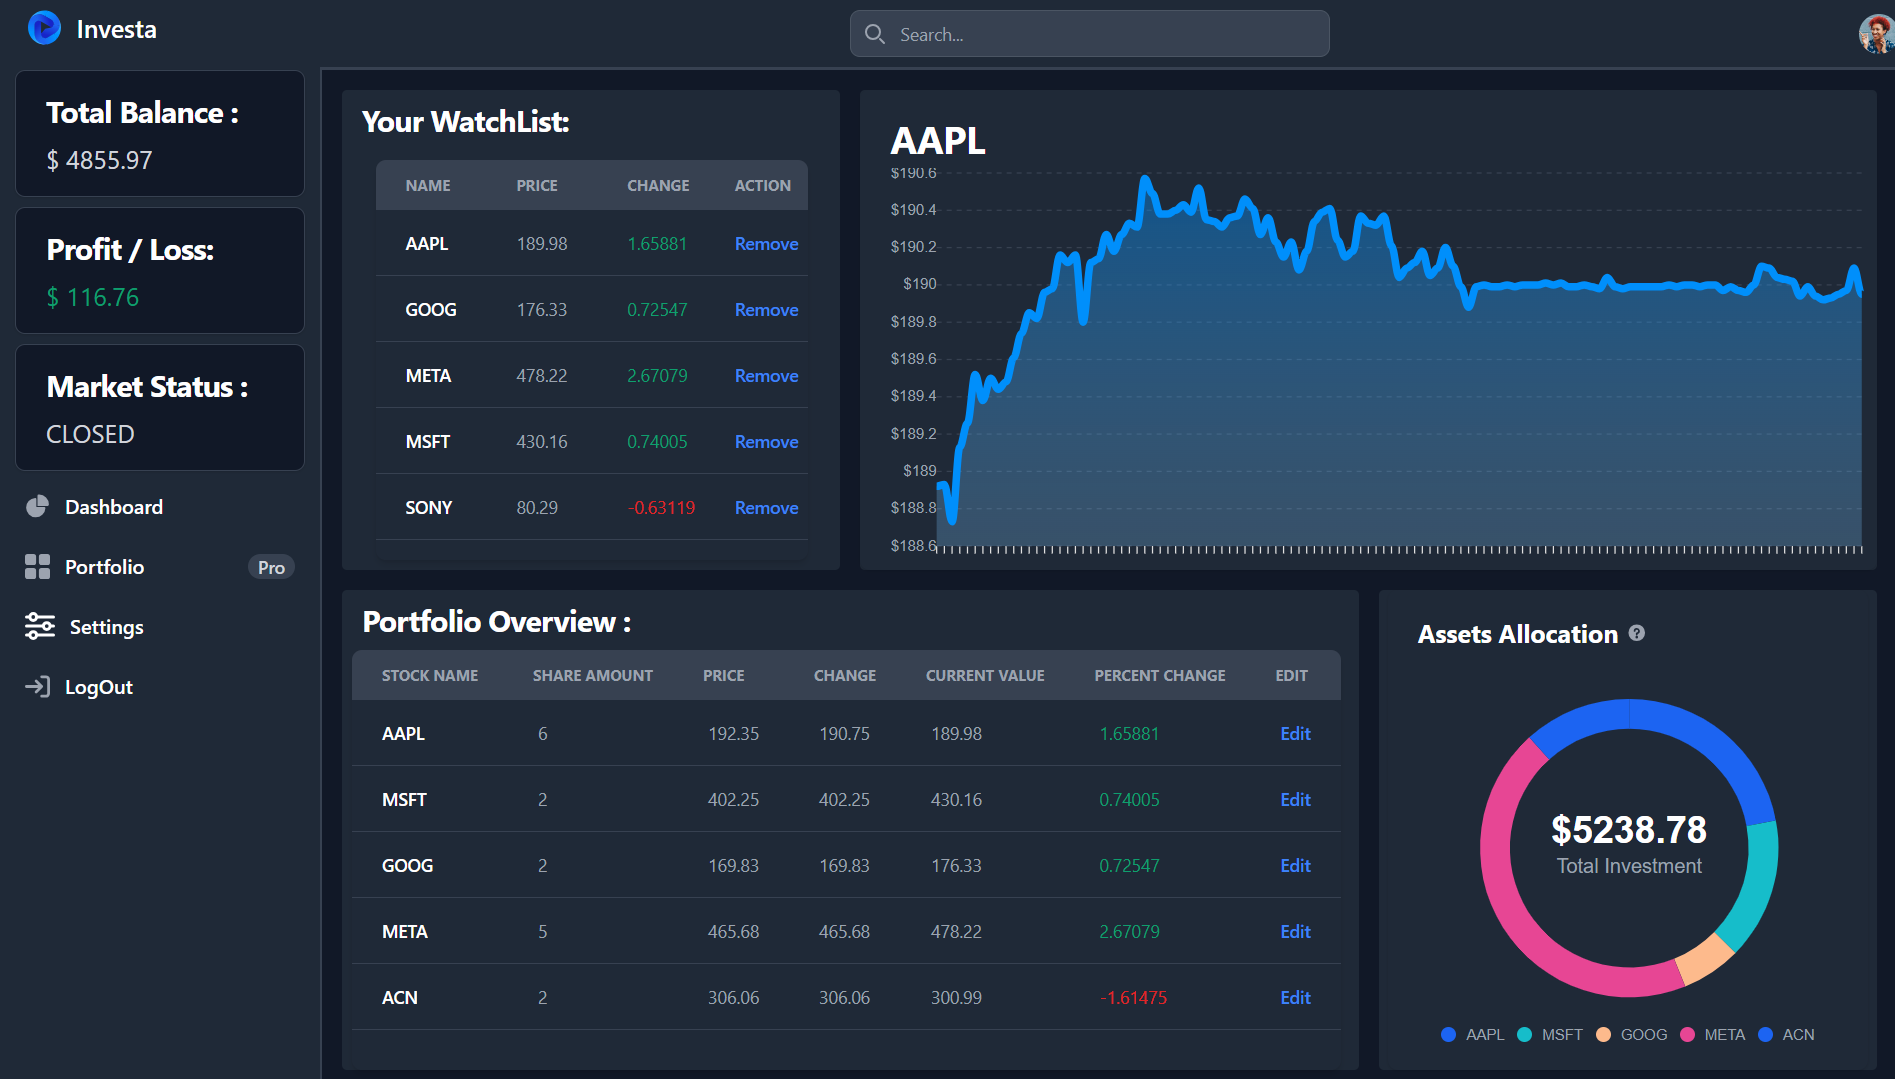 Investa
Search...
Total Balance :
$ 4855.97
Profit / Loss:
$ 116.76
Market Status :
CLOSED
Dashboard
Portfolio Pro
Settings
LogOut
Your WatchList:
NAME PRICE CHANGE ACTION
AAPL 189.98 1.65881 Remove
GOOG 176.33 0.72547 Remove
META 478.22 2.67079 Remove
MSFT 430.16 0.74005 Remove
SONY 80.29 -0.63119 Remove
AAPL
$190.6
$190.4
$190.2
$190
$189.8
$189.6
$189.4
$189.2
$189
$188.8
$188.6
Portfolio Overview :
STOCK NAME SHARE AMOUNT PRICE CHANGE CURRENT VALUE PERCENT CHANGE EDIT
AAPL 6 192.35 190.75 189.98 1.65881 Edit
MSFT 2 402.25 402.25 430.16 0.74005 Edit
GOOG 2 169.83 169.83 176.33 0.72547 Edit
META 5 465.68 465.68 478.22 2.67079 Edit
ACN 2 306.06 306.06 300.99 -1.61475 Edit
Assets Allocation ?
$5238.78
Total Investment
AAPL MSFT GOOG META ACN